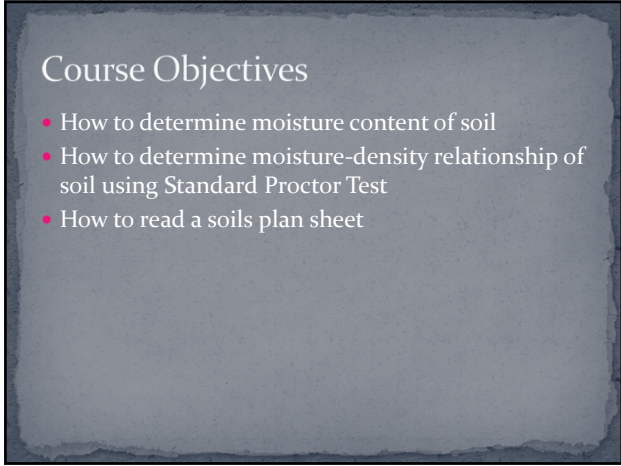 Course Objectives
• How to determine moisture content of soil
• How to determine moisture-density relationship of
soil using Standard Proctor Test
• How to read a soils plan sheet